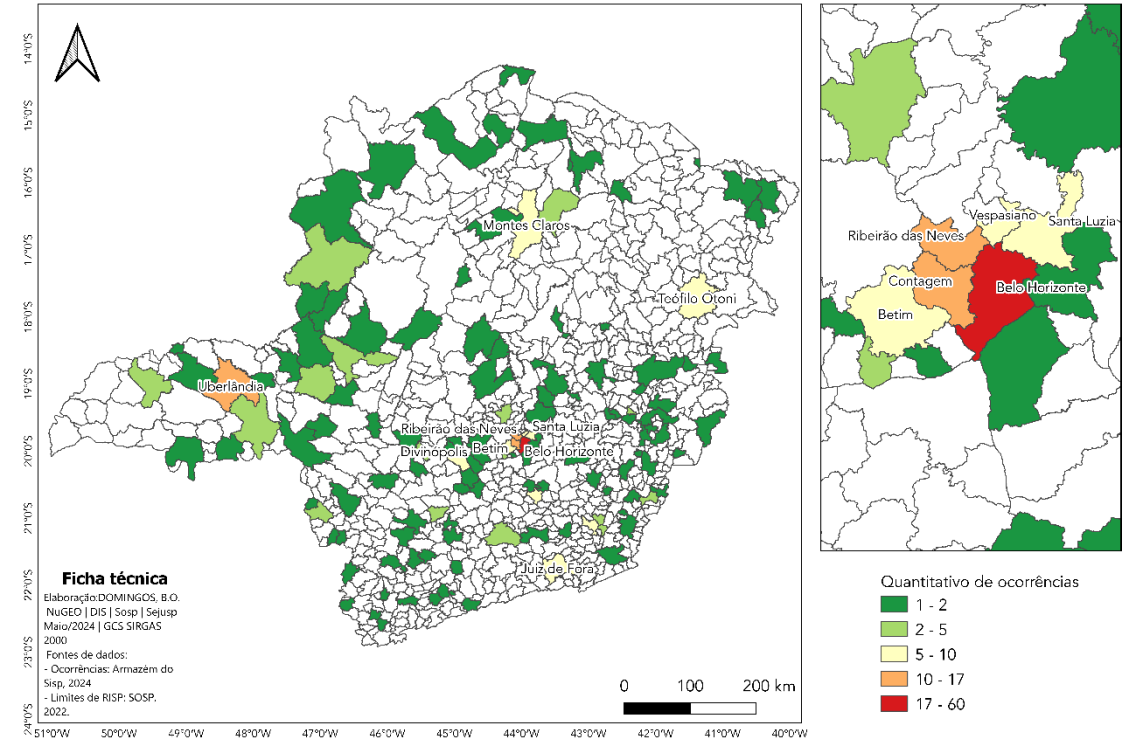 14°0'S
15°0'S
16°0'S
17°0'S
18°0'S
19°0'S
20°0'S
21°0'S
22°0'S
23°0'S
24°0'S
Montes Claros
Teófilo Otoni
Uberlândia
Ribeirão das Neves
Santa Luzia
Divinópolis
Betim
Belo Horizonte
Juiz de Fora
Ficha técnica
Elaboração:DOMINGOS, B.O.
NuGEO | DIS | Sosp | Sejusp
Maio/2024 | GCS SIRGAS
2000
Fontes de dados:
- Ocorrências: Armazém do
Sisp, 2024
- Limites de RISP: SOSP.
2022.
0 100 200 km
51°0'W 50°0'W 49°0'W 48°0'W 47°0'W 46°0'W 45°0'W 44°0'W 43°0'W 42°0'W 41°0'W 40°0'W
Vespasiano
Santa Luzia
Ribeirão das Neves
Contagem
Belo Horizonte
Betim
Quantitativo de ocorrências
1 - 2
2 - 5
5 - 10
10 - 17
17 - 60